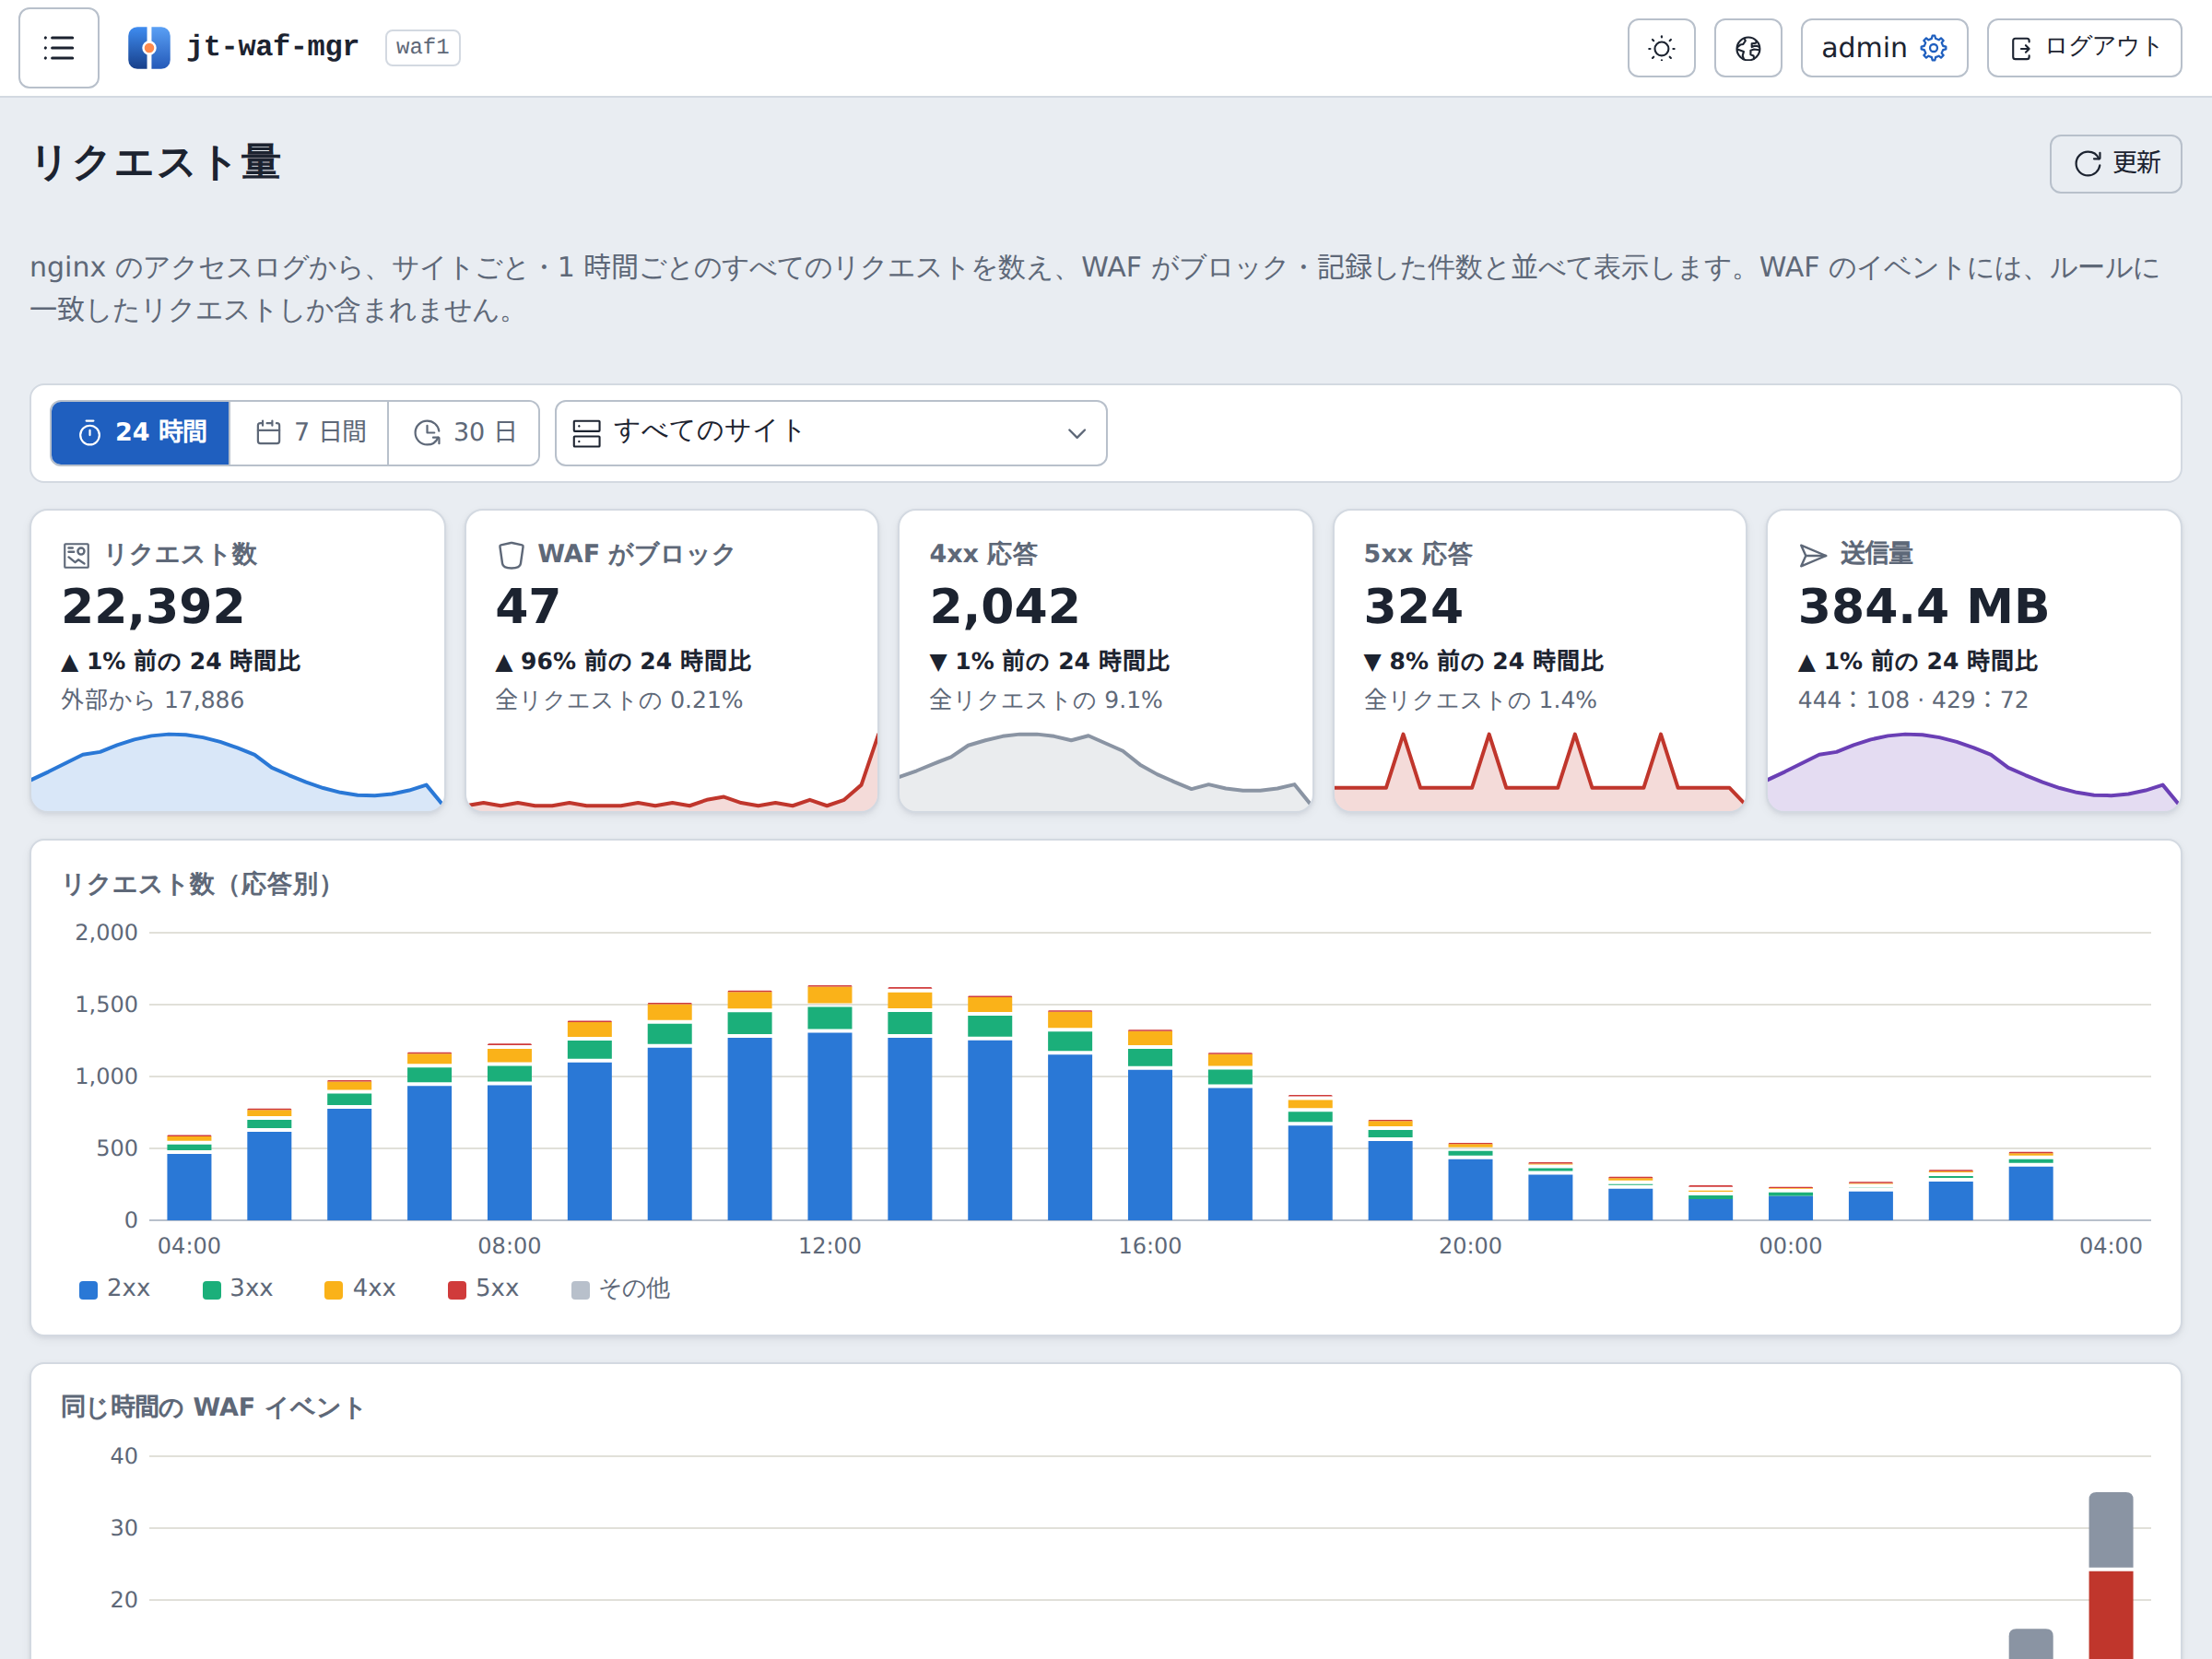 jt-waf-mgr waf1 admin ログアウト
リクエスト量 更新
nginx のアクセスログから、サイトごと・1 時間ごとのすべてのリクエストを数え、WAF がブロック・記録した件数と並べて表示します。WAF のイベントには、ルールに
一致したリクエストしか含まれません。
24 時間 7 日間 30 日 すべてのサイト
リクエスト数
22,392
▲ 1% 前の 24 時間比
外部から 17,886
WAF がブロック
47
▲ 96% 前の 24 時間比
全リクエストの 0.21%
4xx 応答
2,042
▼ 1% 前の 24 時間比
全リクエストの 9.1%
5xx 応答
324
▼ 8% 前の 24 時間比
全リクエストの 1.4%
送信量
384.4 MB
▲ 1% 前の 24 時間比
444：108 · 429：72
リクエスト数（応答別）
2,000
1,500
1,000
500
0
04:00 08:00 12:00 16:00 20:00 00:00 04:00
2xx 3xx 4xx 5xx その他
同じ時間の WAF イベント
40
30
20